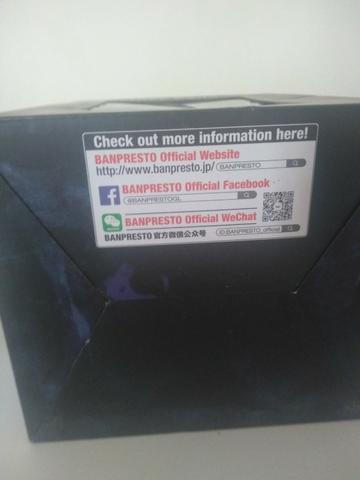 Check out more information here!
BANPRESTO Official Website
http://www.banpresto.jp/ BANPRESTO
BANPRESTO Official Facebook
@BANPRESTOGL
BANPRESTO Official WeChat
BANPRESTO 官方微信公众号 ID:BANPRESTO_official